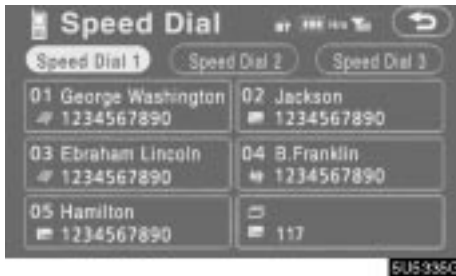 Speed Dial
Speed Dial 1 Speed Dial 2 Speed Dial 3
01 George Washington 02 Jackson
1234567890 1234567890
03 Ebraham Lincoln 04 B.Franklin
1234567890 1234567890
05 Hamilton
1234567890 117